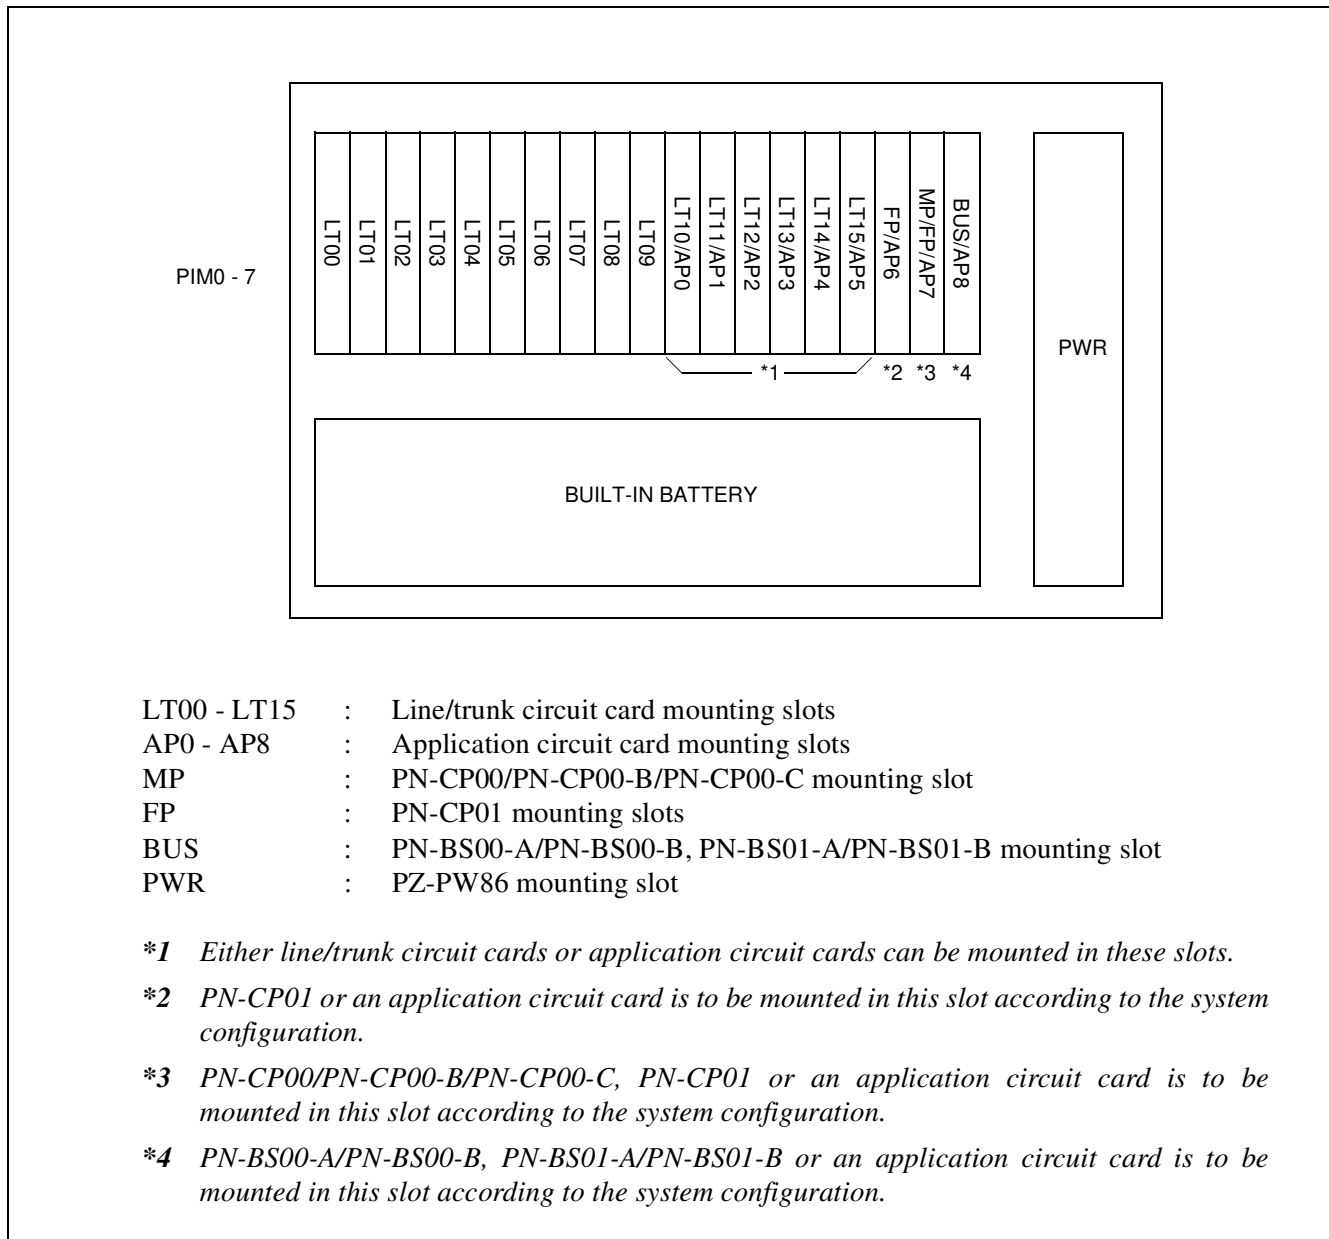 LT00
LT01
LT02
LT03
LT04
LT05
LT06
LT07
LT08
LT09
LT10/AP0
LT11/AP1
LT12/AP2
LT13/AP3
LT14/AP4
LT15/AP5
FP/AP6
MP/FP/AP7
BUS/AP8
PIM0 - 7
PWR
*1 *2 *3 *4
BUILT-IN BATTERY
LT00 - LT15 : Line/trunk circuit card mounting slots
AP0 - AP8 : Application circuit card mounting slots
MP : PN-CP00/PN-CP00-B/PN-CP00-C mounting slot
FP : PN-CP01 mounting slots
BUS : PN-BS00-A/PN-BS00-B, PN-BS01-A/PN-BS01-B mounting slot
PWR : PZ-PW86 mounting slot
*1 Either line/trunk circuit cards or application circuit cards can be mounted in these slots.
*2 PN-CP01 or an application circuit card is to be mounted in this slot according to the system
configuration.
*3 PN-CP00/PN-CP00-B/PN-CP00-C, PN-CP01 or an application circuit card is to be
mounted in this slot according to the system configuration.
*4 PN-BS00-A/PN-BS00-B, PN-BS01-A/PN-BS01-B or an application circuit card is to be
mounted in this slot according to the system configuration.